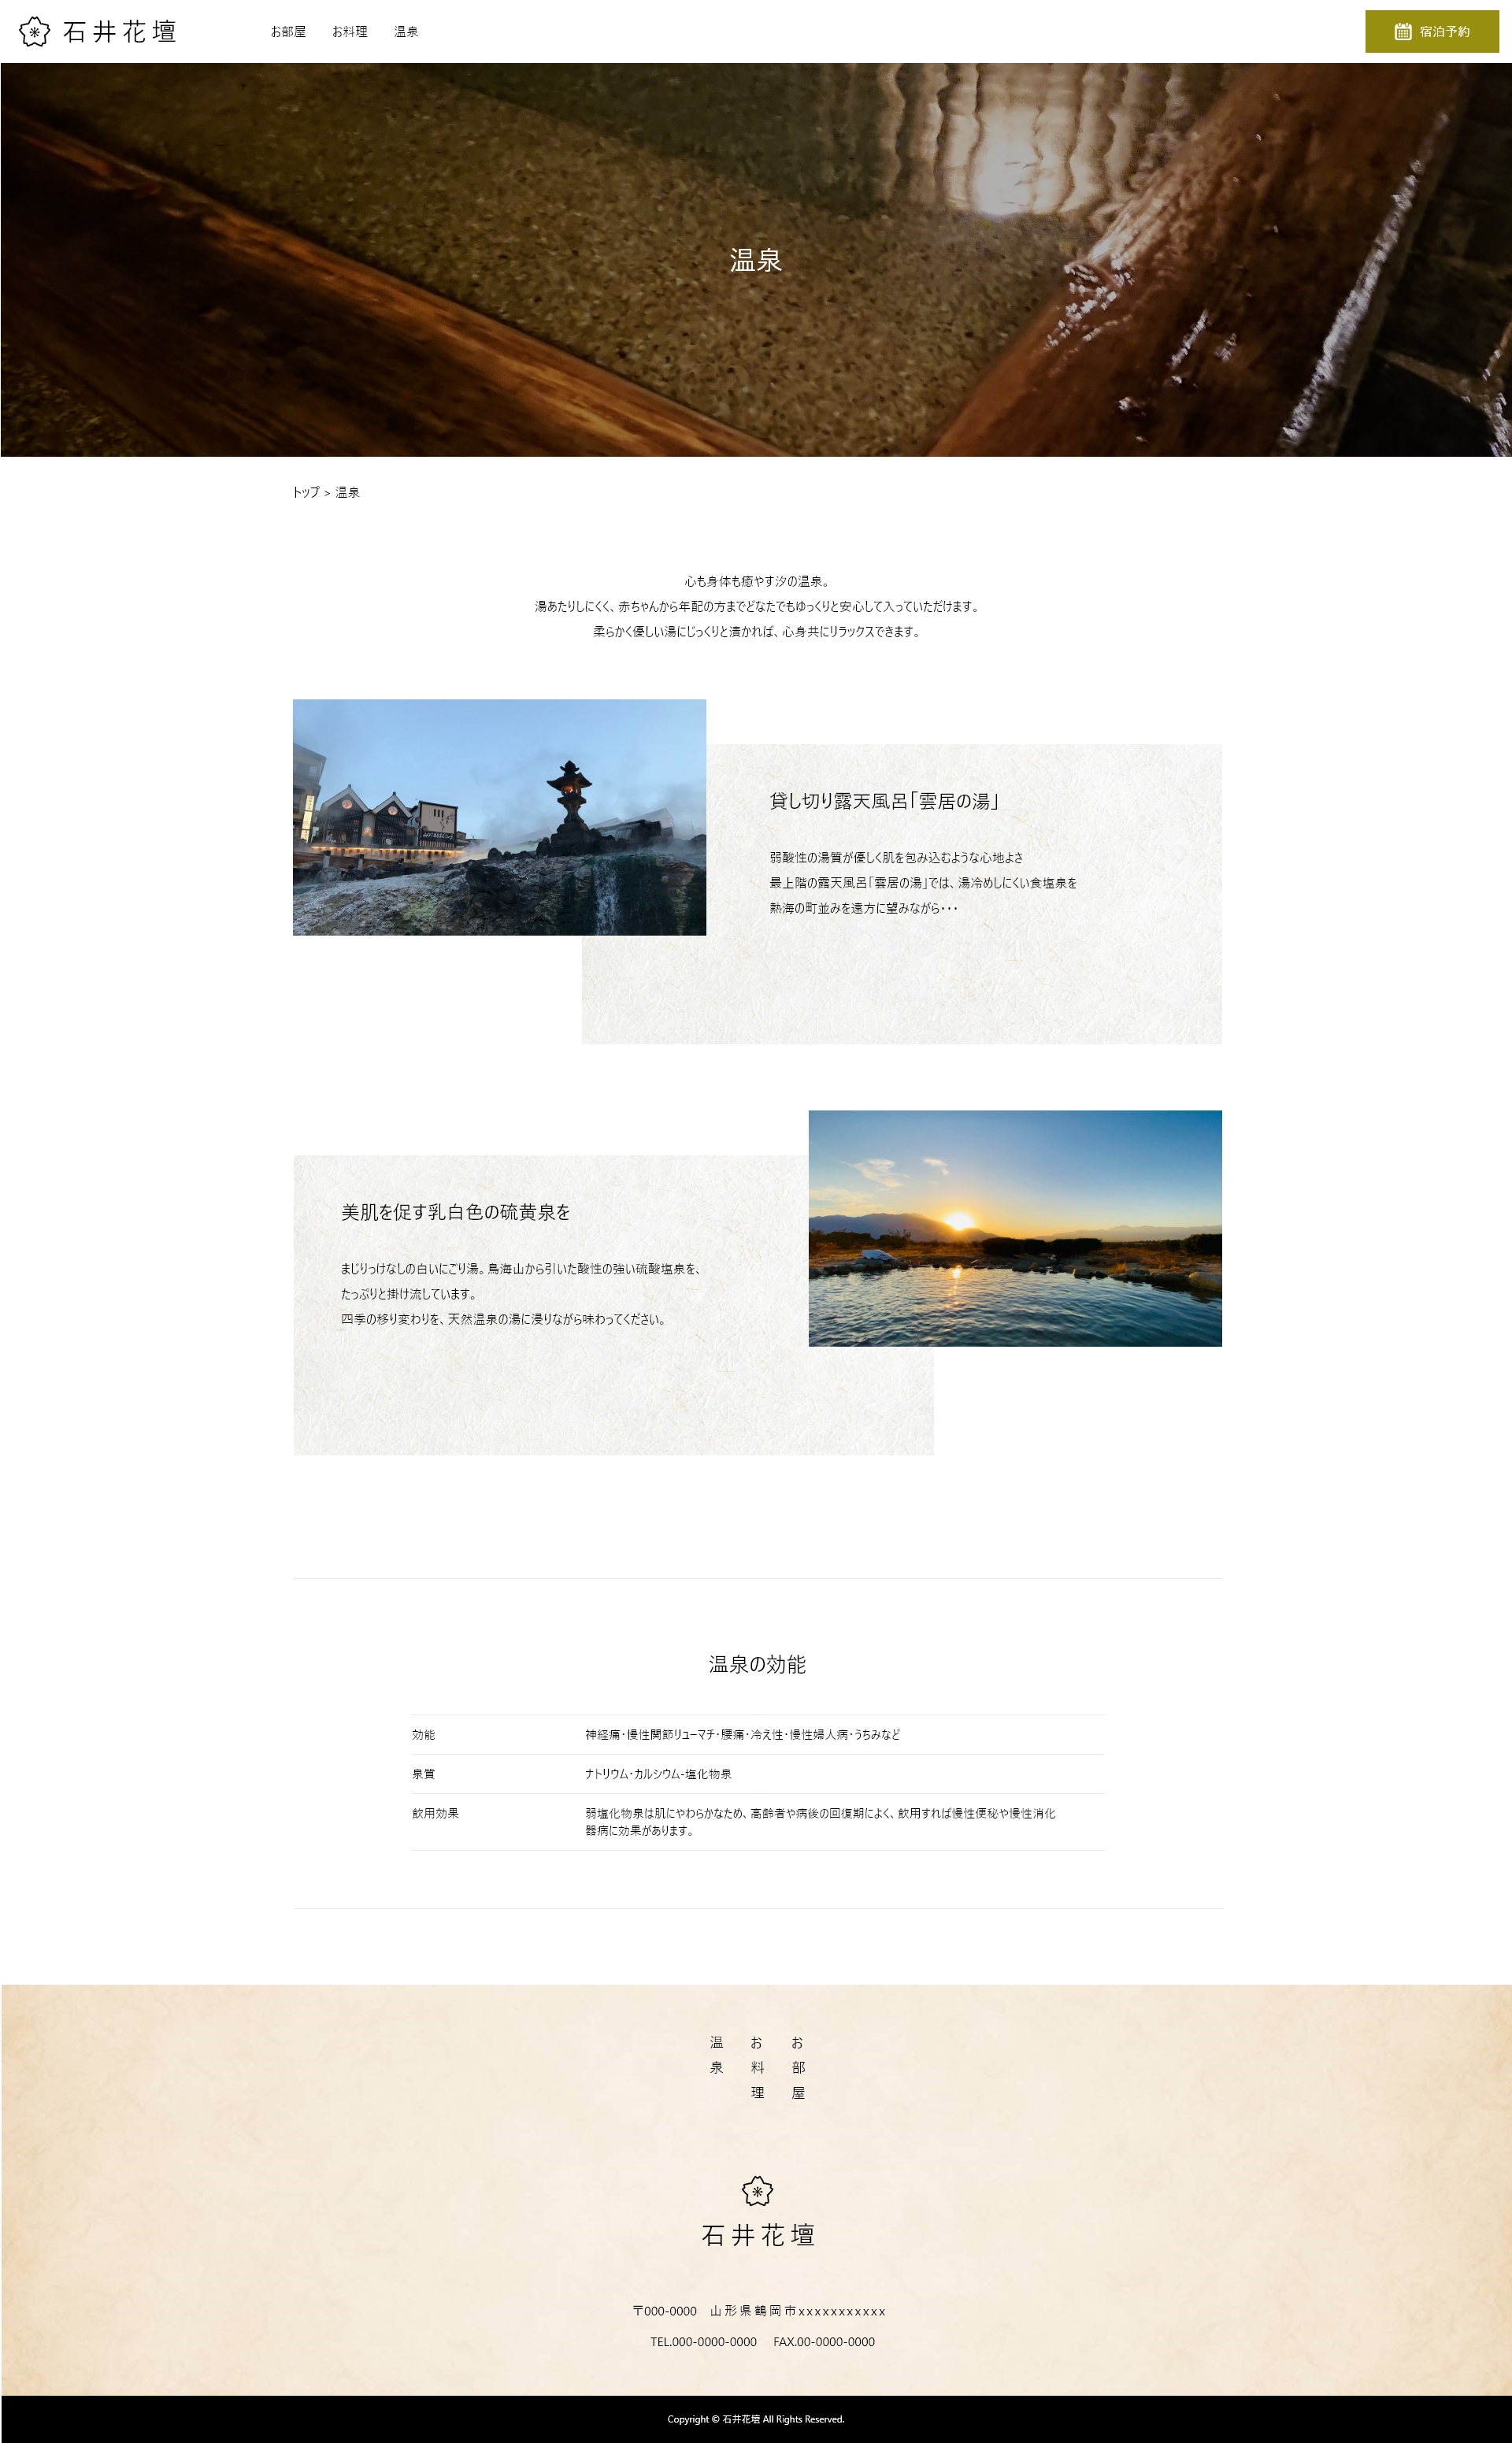 石井花壇
お部屋
お料理
温泉
宿泊予約
温泉
トップ > 温泉
心も身体も癒やす汐の温泉。
湯あたりしにくく、赤ちゃんから年配の方までどなたでもゆっくりと安心して入っていただけます。
柔らかく優しい湯にじっくりと漬かれば、心身共にリラックスできます。
貸し切り露天風呂「雲居の湯」
弱酸性の湯質が優しく肌を包み込むような心地よさ
最上階の露天風呂「雲居の湯」では、湯冷めしにくい食塩泉を
熱海の町並みを遠方に望みながら・・・
美肌を促す乳白色の硫黄泉を
まじりっけなしの白いにごり湯。鳥海山から引いた酸性の強い硫酸塩泉を、
たっぷりと掛け流しています。
四季の移り変わりを、天然温泉の湯に浸りながら味わってください。
温泉の効能
効能
神経痛・慢性関節リューマチ・腰痛・冷え性・慢性婦人病・うちみなど
泉質
ナトリウム・カルシウム-塩化物泉
飲用効果
弱塩化物泉は肌にやわらかなため、高齢者や病後の回復期によく、飲用すれば慢性便秘や慢性消化
器病に効果があります。
お部屋
お料理
温泉
石井花壇
〒000-0000 山形県鶴岡市xxxxxxxxxxx
TEL.000-0000-0000 FAX.00-0000-0000
Copyright © 石井花壇 All Rights Reserved.